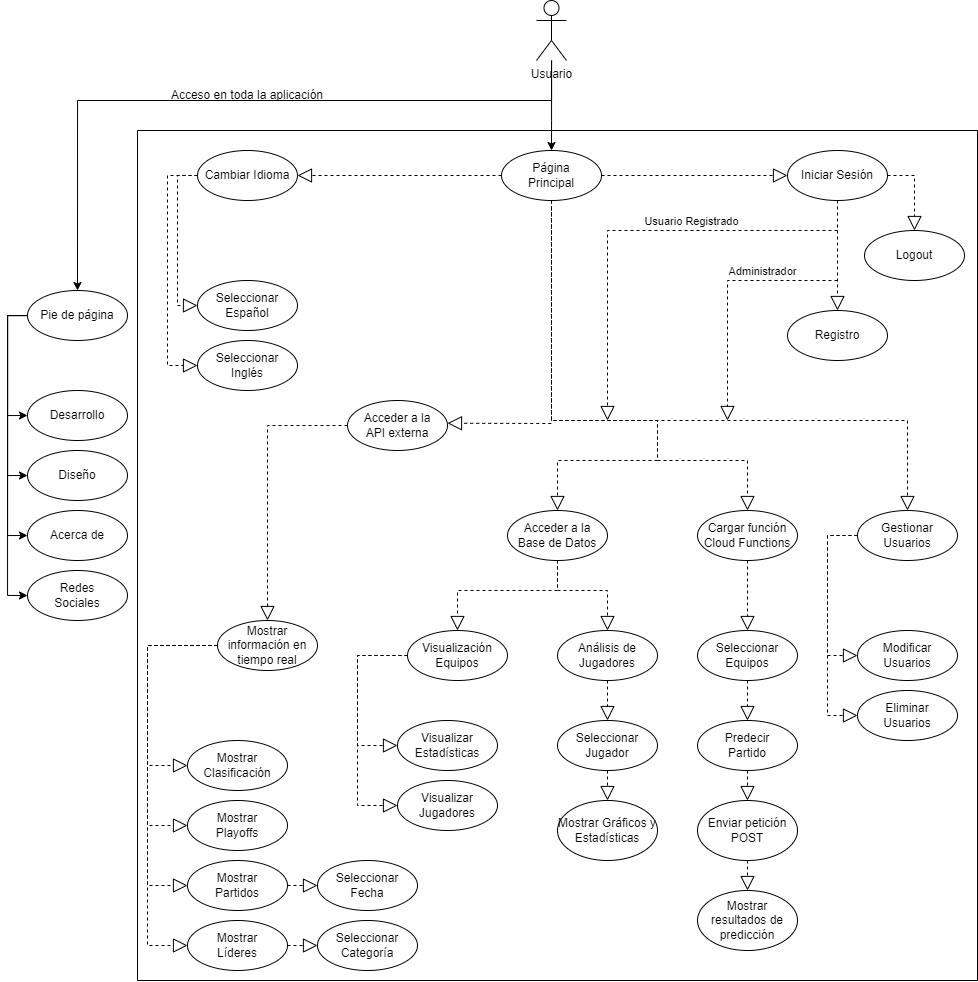 Usuario
Acceso en toda la aplicación
Cambiar Idioma
Página
Principal
Iniciar Sesión
Usuario Registrado
Logout
Administrador
Seleccionar
Español
Pie de página
Registro
Seleccionar
Inglés
Desarrollo
Acceder a la
API externa
Diseño
Acerca de
Acceder a la
Base de Datos
Cargar función
Cloud Functions
Gestionar
Usuarios
Redes
Sociales
Mostrar
información en
tiempo real
Visualización
Equipos
Análisis de
Jugadores
Seleccionar
Equipos
Modificar
Usuarios
Eliminar
Usuarios
Visualizar
Estadísticas
Seleccionar
Jugador
Predecir
Partido
Mostrar
Clasificación
Visualizar
Jugadores
Mostrar
Playoffs
Mostrar Gráficos y
Estadísticas
Enviar petición
POST
Mostrar
Partidos
Seleccionar
Fecha
Mostrar
resultados de
predicción
Mostrar
Líderes
Seleccionar
Categoría